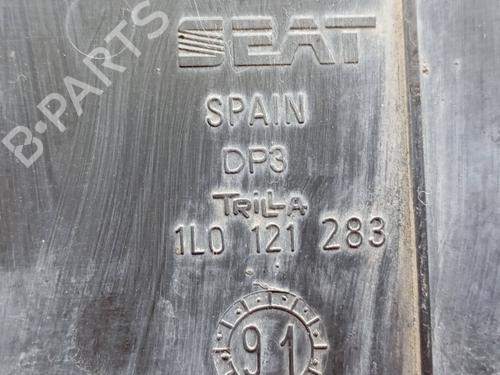 B-PARTS
SEAT
SPAIN
DP3
TRILLA
1L0 121 283
91